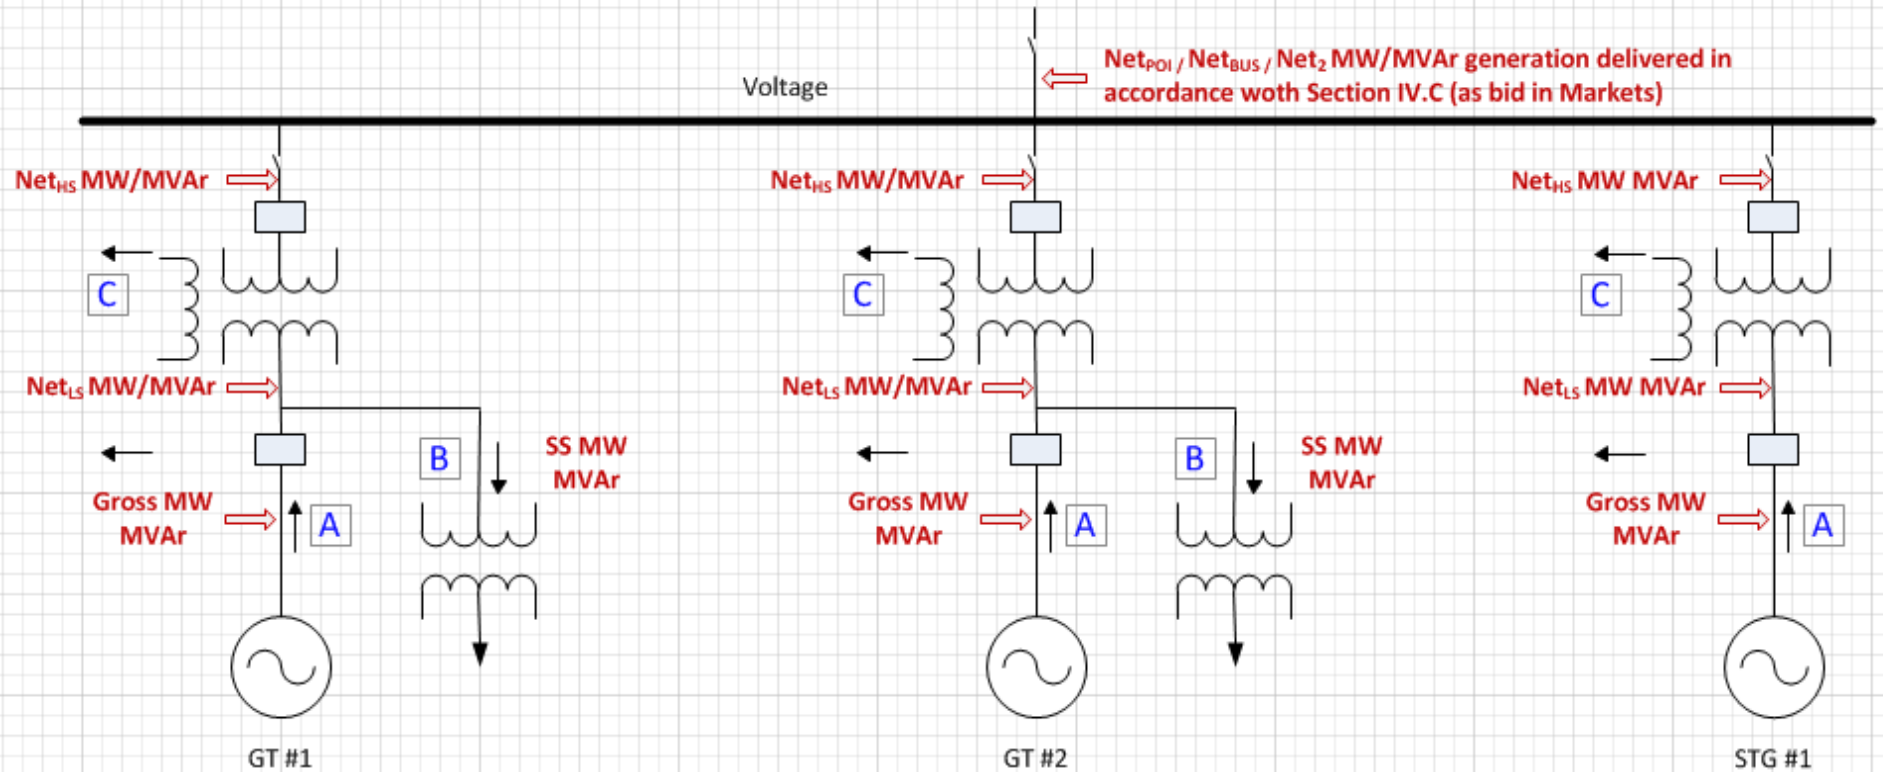 Net_POI / Net_BUS / Net_2 MW/MVAr generation delivered in
accordance woth Section IV.C (as bid in Markets)
Voltage
Net_HS MW/MVAr
Net_HS MW/MVAr
Net_HS MW MVAr
C
C
C
Net_LS MW/MVAr
Net_LS MW/MVAr
Net_LS MW MVAr
B
SS MW
MVAr
B
SS MW
MVAr
Gross MW
MVAr
A
Gross MW
MVAr
A
Gross MW
MVAr
A
GT #1
GT #2
STG #1